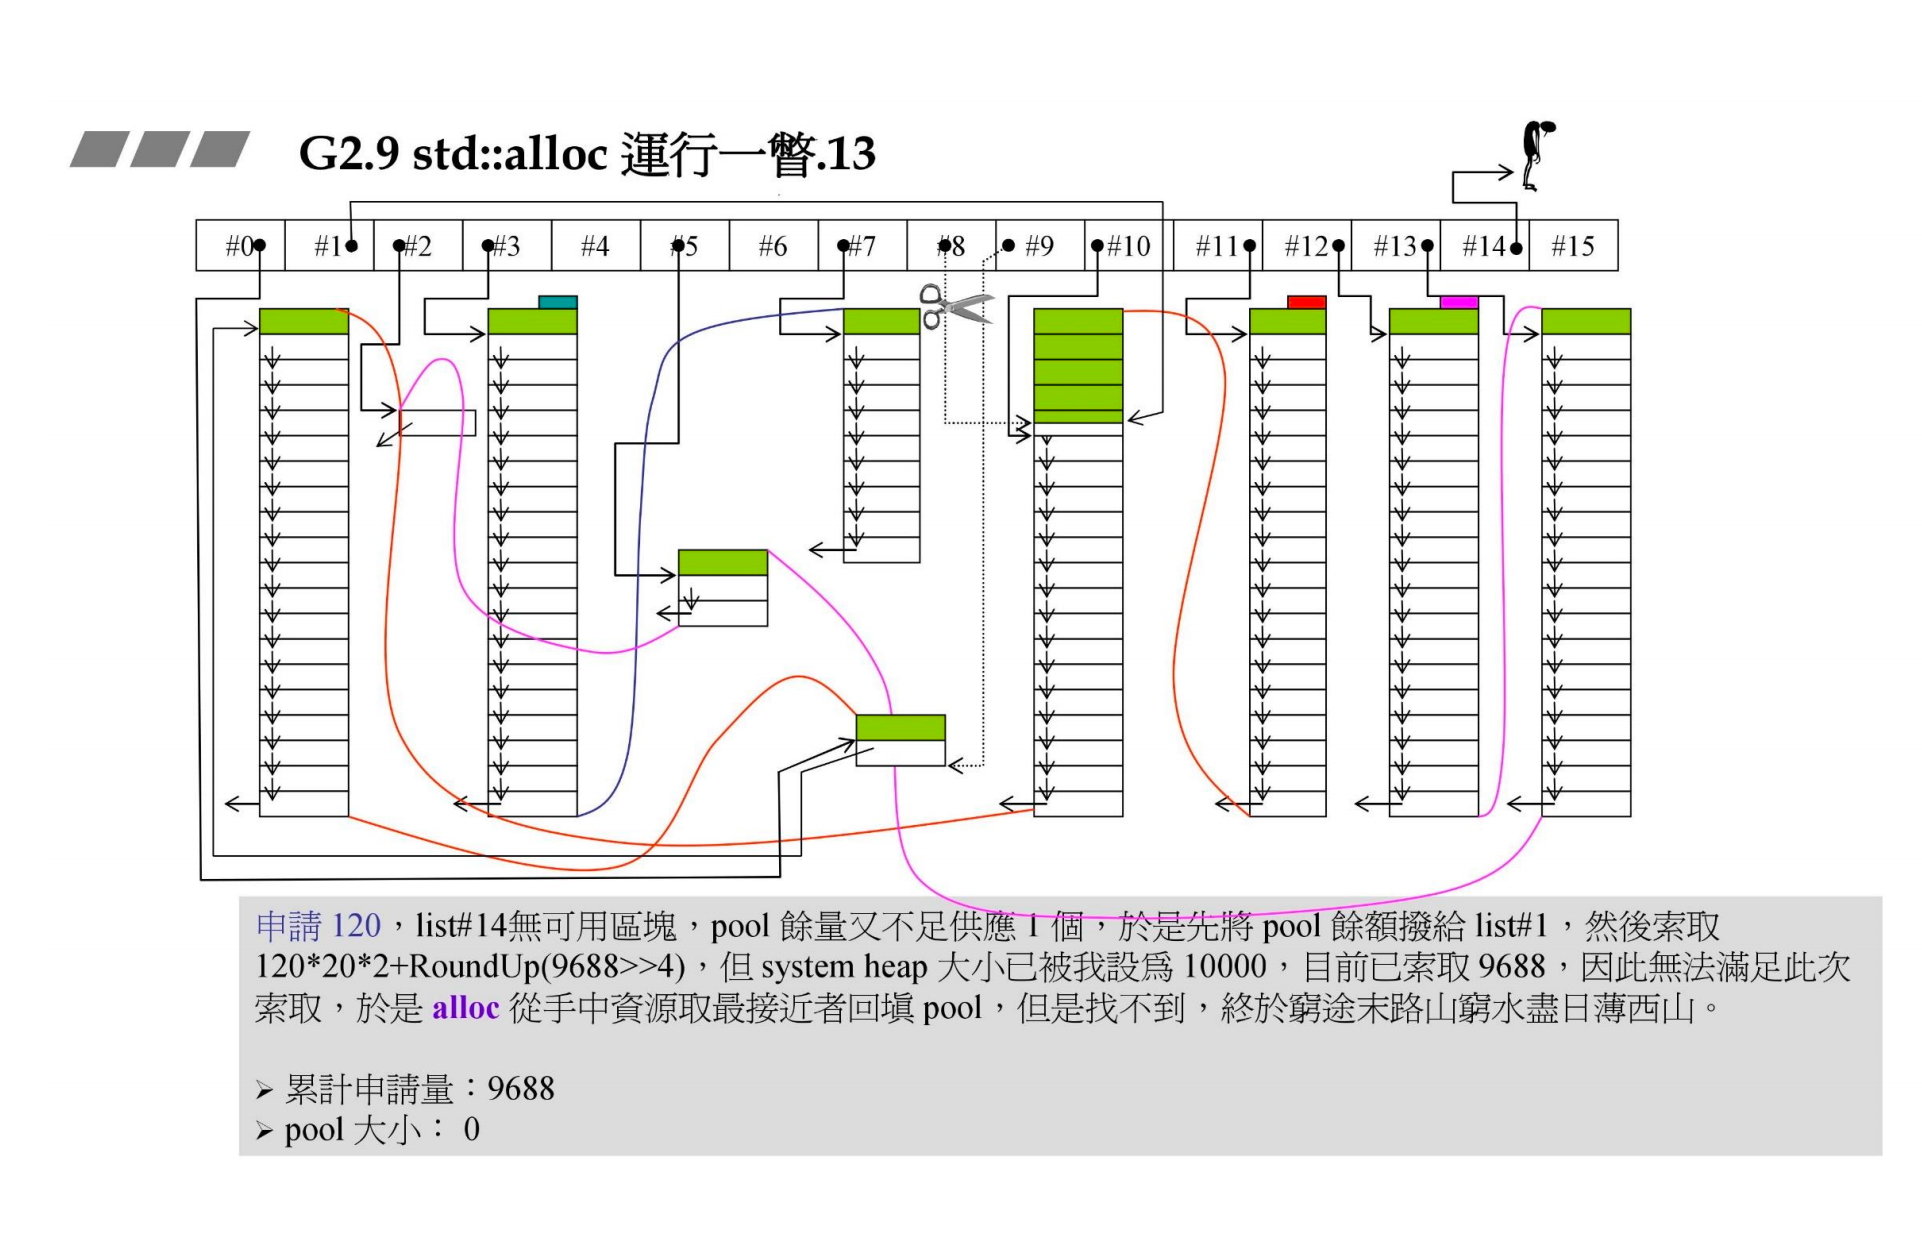 G2.9 std::alloc 運行一瞥.13
#0 #1 #2 #3 #4 #5 #6 #7 #8 #9 #10 #11 #12 #13 #14 #15
申請 120，list#14無可用區塊，pool 餘量又不足供應 1 個，於是先將 pool 餘額撥給 list#1，然後索取
120*20*2+RoundUp(9688>>4)，但 system heap 大小已被我設為 10000，目前已索取 9688，因此無法滿足此次
索取，於是 alloc 從手中資源取最接近者回填 pool，但是找不到，終於窮途末路山窮水盡日薄西山。
➢ 累計申請量：9688
➢ pool 大小： 0